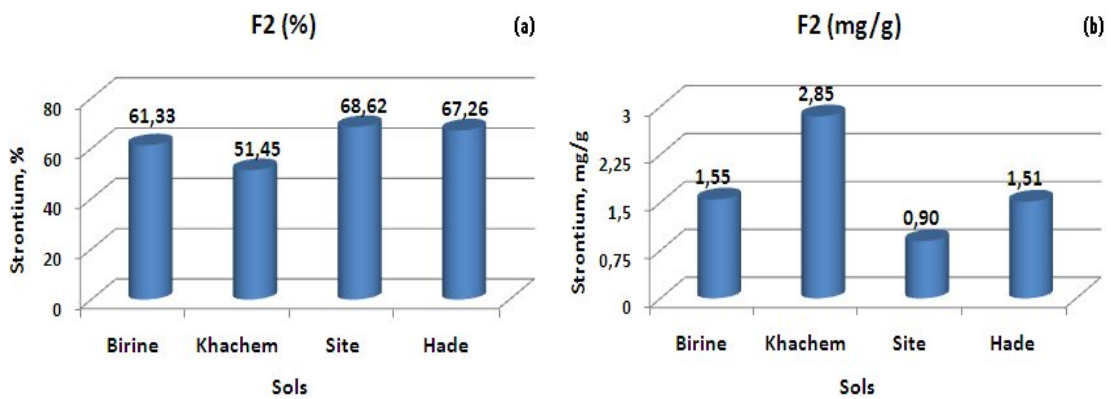 F2 (%)
(a)
Strontium, %
80
60
40
20
0
61,33
51,45
68,62
67,26
Birine
Khachem
Site
Hade
Sols
F2 (mg/g)
(b)
Strontium, mg/g
3
2,25
1,5
0,75
0
1,55
2,85
0,90
1,51
Birine
Khachem
Site
Hade
Sols